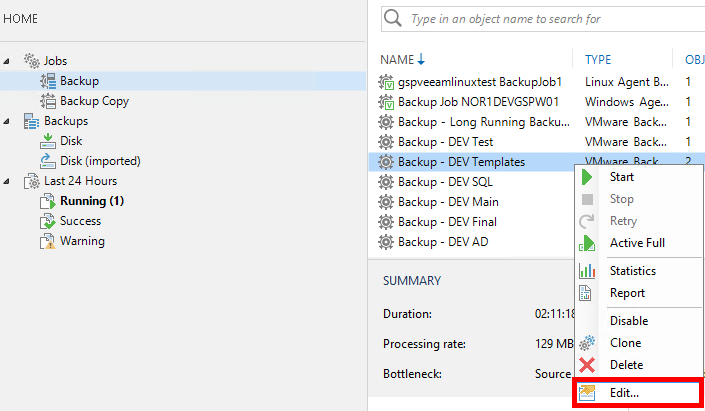 HOME
Jobs
Backup
Backup Copy
Backups
Disk
Disk (imported)
Last 24 Hours
Running (1)
Success
Warning
Type in an object name to search for
NAME TYPE OBJ
gspveeamlinuxtest BackupJob1 Linux Agent B... 1
Backup Job NOR1DEVGSPW01 Windows Age... 1
Backup - Long Running Backu... VMware Back... 1
Backup - DEV Test VMware Back... 1
Backup - DEV Templates VMware Back... 2
Backup - DEV SQL
Backup - DEV Main
Backup - DEV Final
Backup - DEV AD
Start
Stop
Retry
Active Full
Statistics
Report
Disable
Clone
Delete
Edit...
SUMMARY
Duration: 02:11:18
Processing rate: 129 MB
Bottleneck: Source